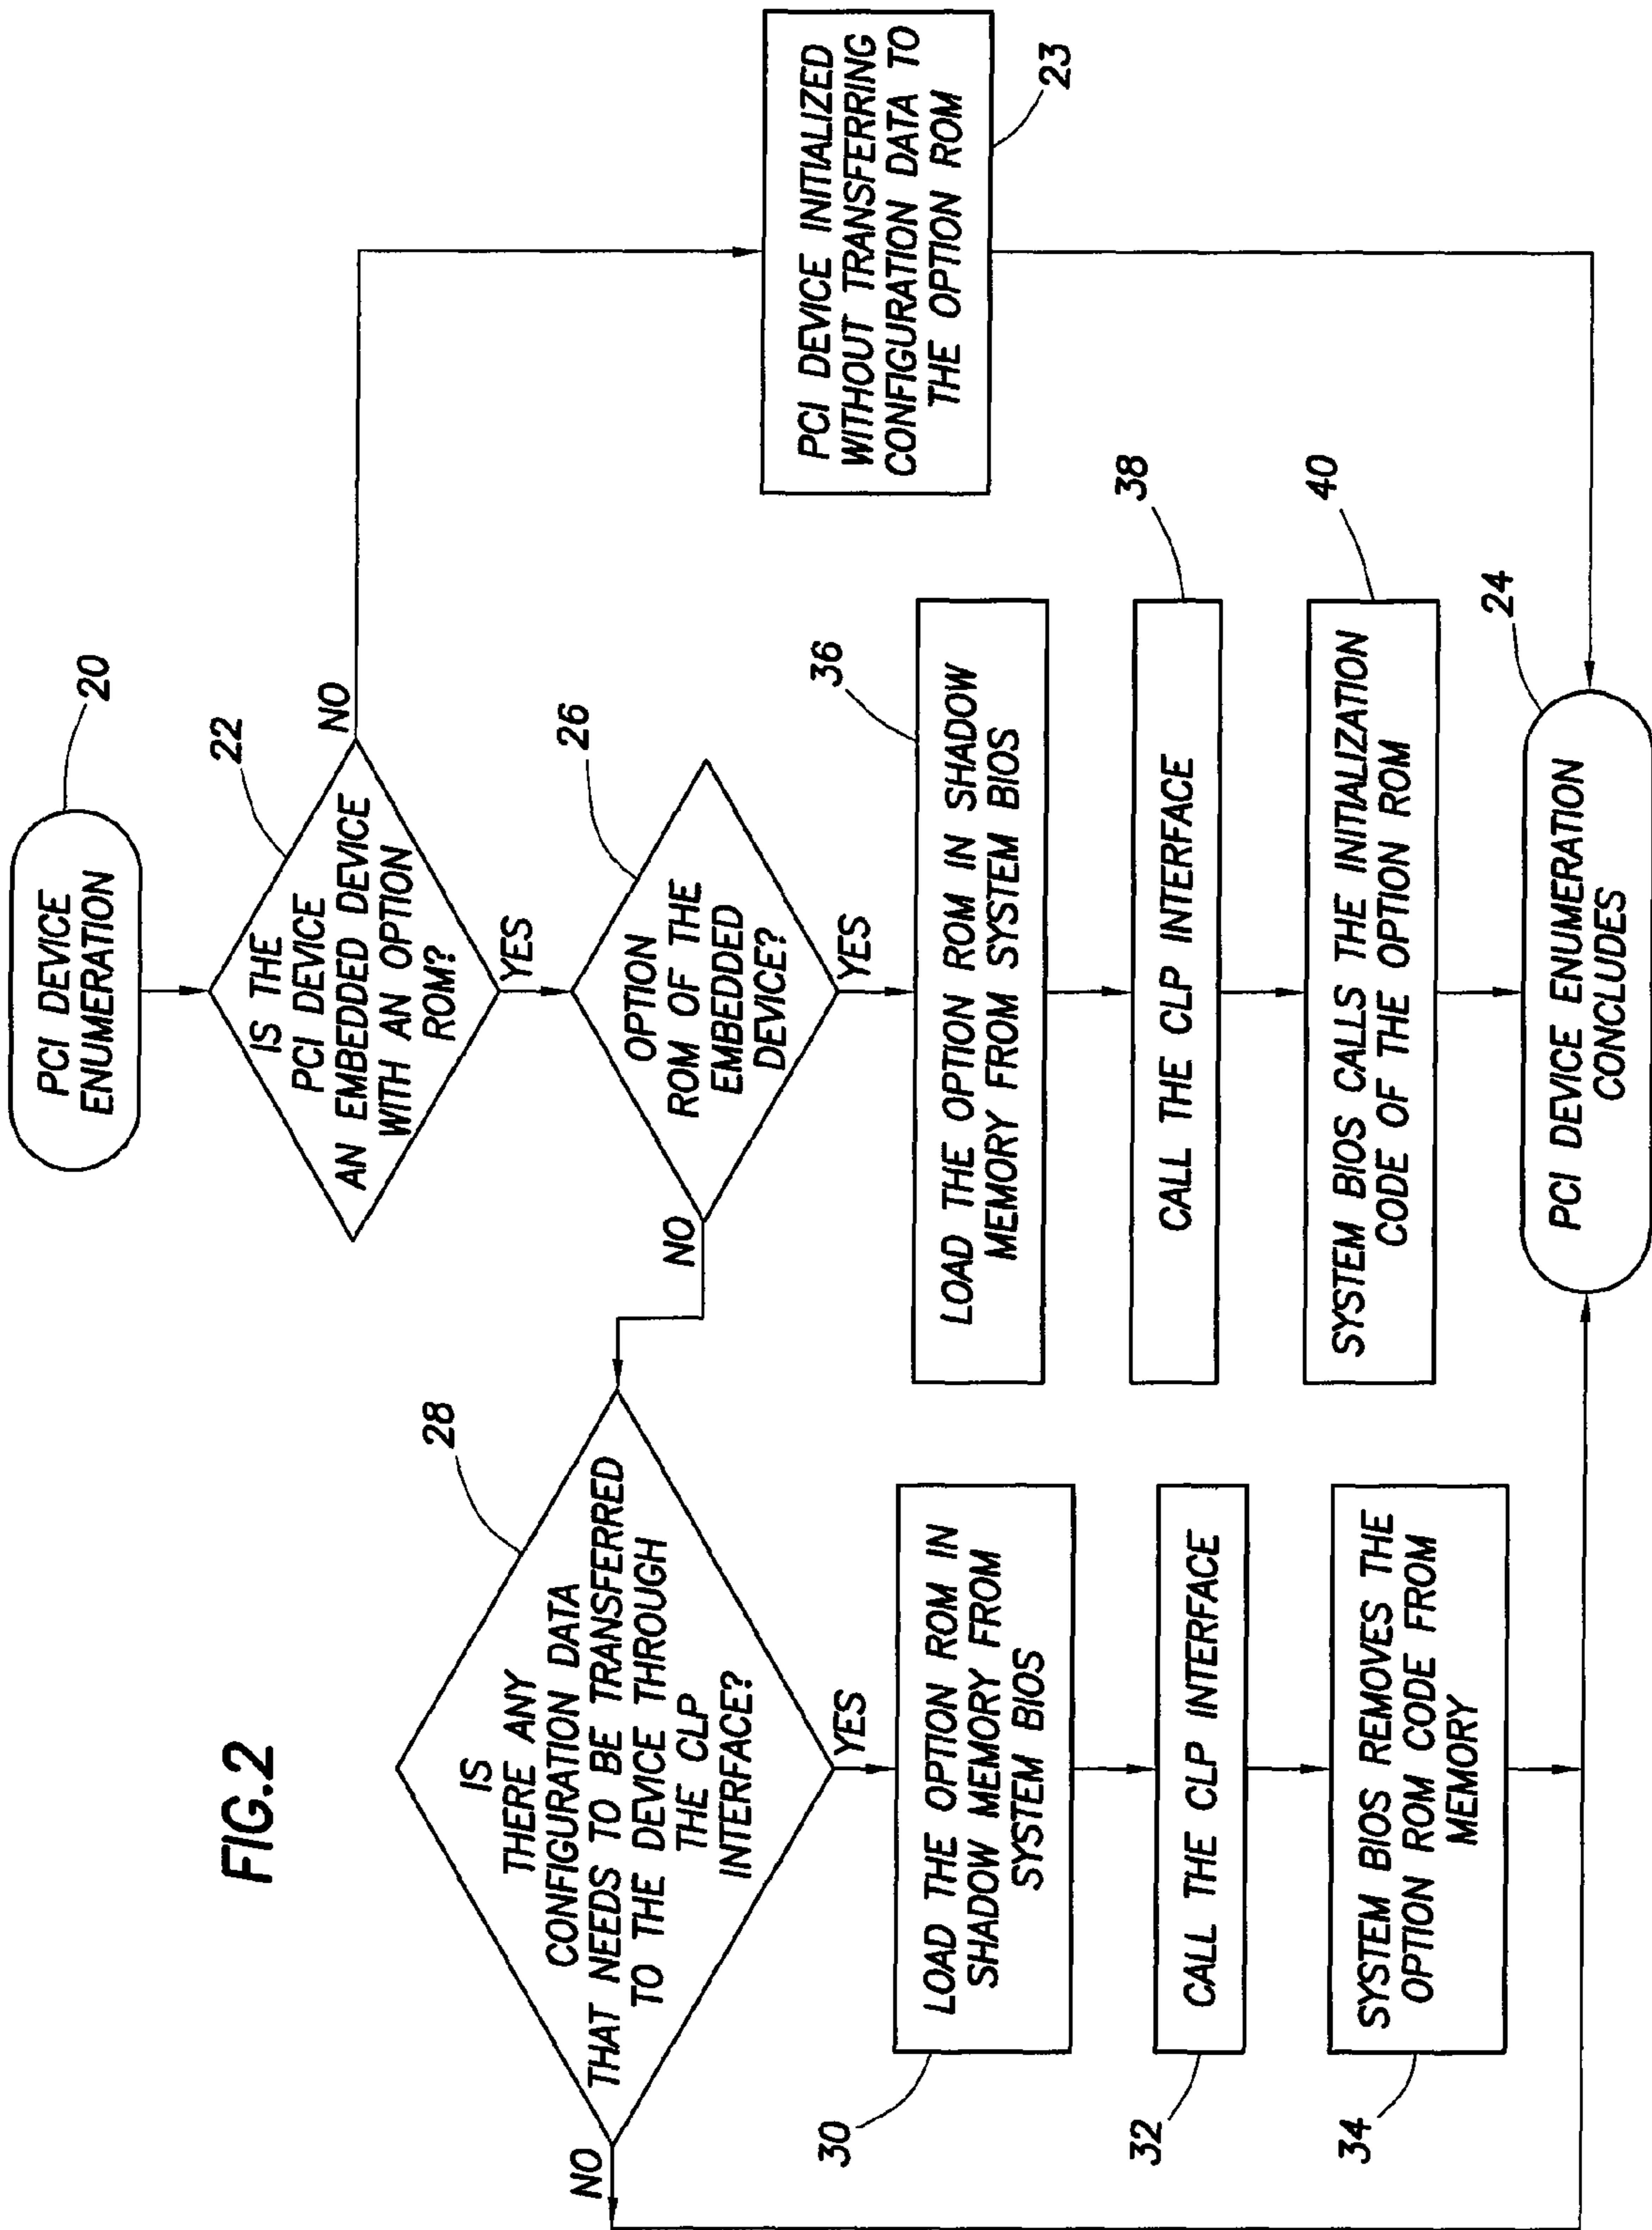 FIG.2
PCI DEVICE
ENUMERATION
20
IS THE
PCI DEVICE
AN EMBEDDED DEVICE
WITH AN OPTION
ROM?
22
NO
YES
PCI DEVICE INITIALIZED
WITHOUT TRANSFERRING
CONFIGURATION DATA TO
THE OPTION ROM
23
OPTION
ROM OF THE
EMBEDDED
DEVICE?
26
NO
YES
IS
THERE ANY
CONFIGURATION DATA
THAT NEEDS TO BE TRANSFERRED
TO THE DEVICE THROUGH
THE CLP
INTERFACE?
28
NO
YES
LOAD THE OPTION ROM IN
SHADOW MEMORY FROM
SYSTEM BIOS
30
CALL THE CLP INTERFACE
32
SYSTEM BIOS REMOVES THE
OPTION ROM CODE FROM
MEMORY
34
LOAD THE OPTION ROM IN SHADOW
MEMORY FROM SYSTEM BIOS
36
CALL THE CLP INTERFACE
38
SYSTEM BIOS CALLS THE INITIALIZATION
CODE OF THE OPTION ROM
40
PCI DEVICE ENUMERATION
CONCLUDES
24